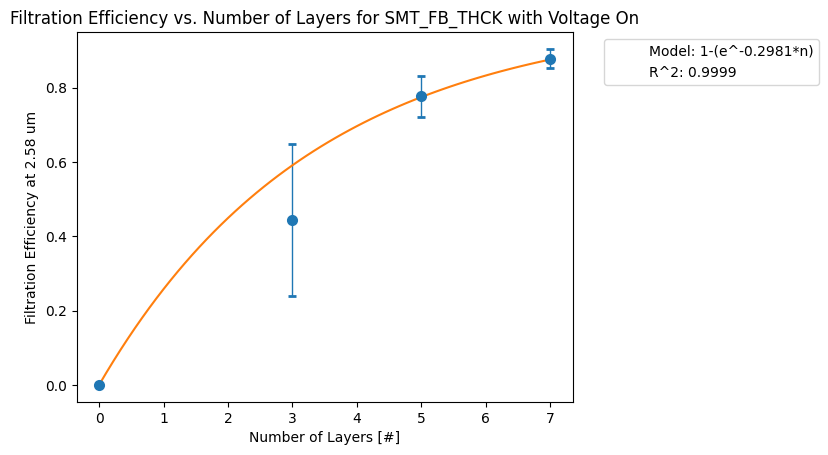 Filtration Efficiency vs. Number of Layers for SMT_FB_THCK with Voltage On
Model: 1-(e^-0.2981*n)
R^2: 0.9999
Filtration Efficiency at 2.58 um
0.8
0.6
0.4
0.2
0.0
0 1 2 3 4 5 6 7
Number of Layers [#]